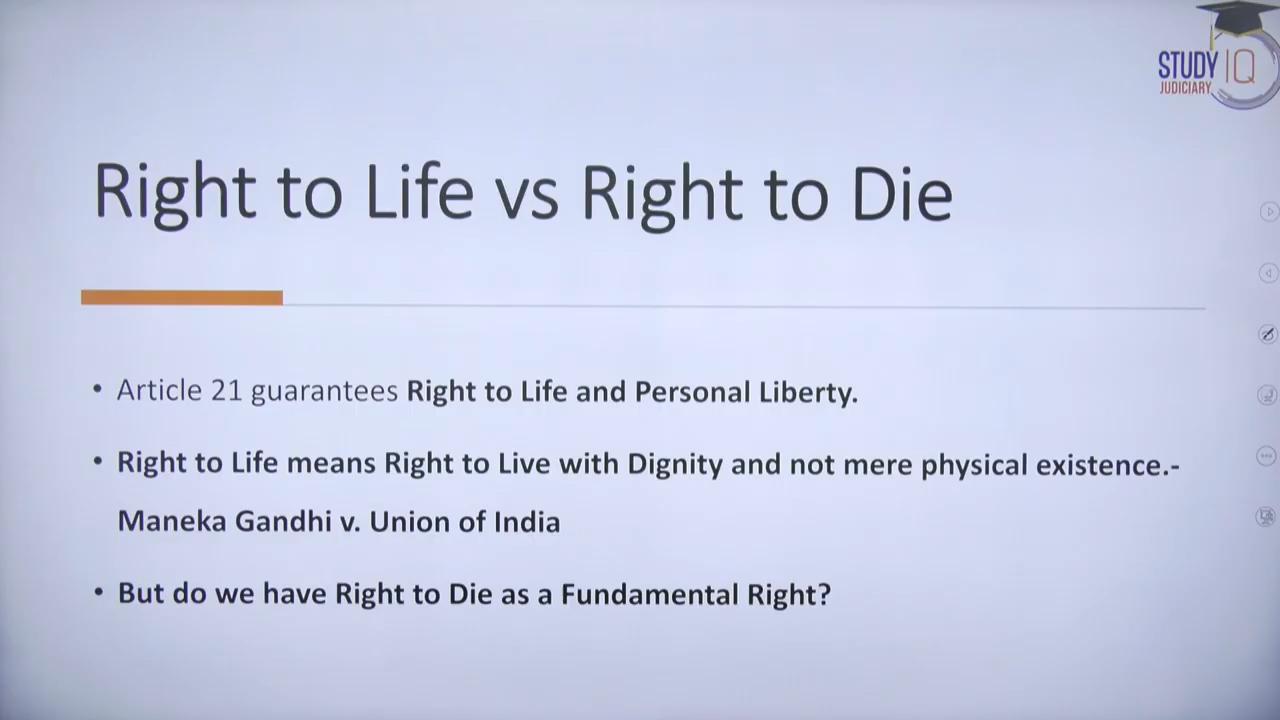 STUDY IQ
JUDICIARY
Right to Life vs Right to Die
• Article 21 guarantees Right to Life and Personal Liberty.
• Right to Life means Right to Live with Dignity and not mere physical existence.-
Maneka Gandhi v. Union of India
• But do we have Right to Die as a Fundamental Right?